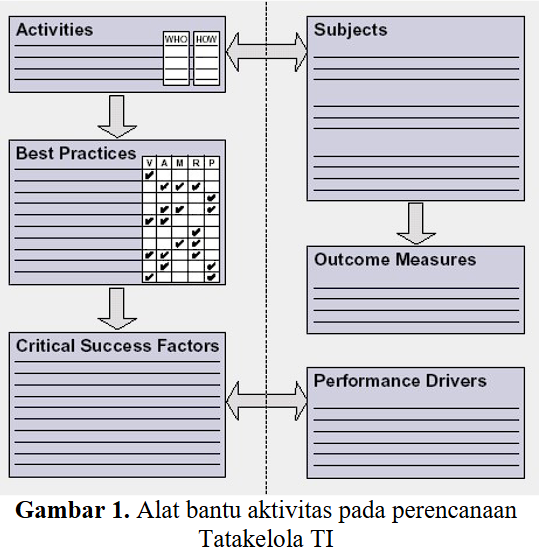 Activities
WHO HOW
Subjects
Best Practices
V A M R P
Outcome Measures
Critical Success Factors
Performance Drivers
Gambar 1. Alat bantu aktivitas pada perencanaan
Tatakelola TI